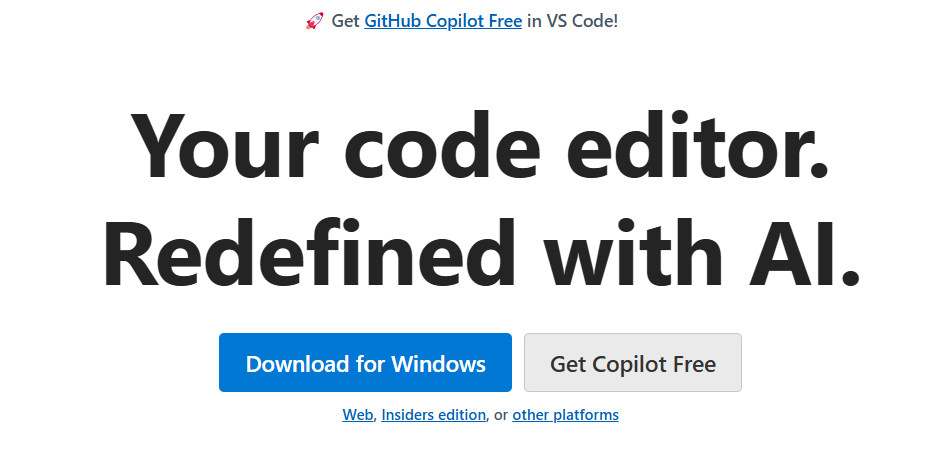 🚀 Get GitHub Copilot Free in VS Code!
Your code editor.
Redefined with AI.
Download for Windows
Get Copilot Free
Web, Insiders edition, or other platforms